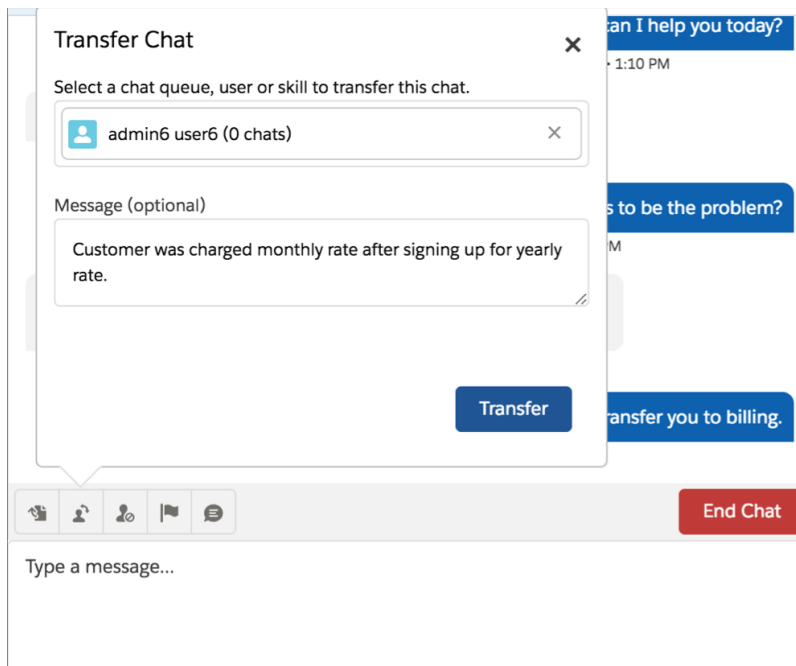 Transfer Chat
an I help you today?
• 1:10 PM
Select a chat queue, user or skill to transfer this chat.
admin6 user6 (0 chats)
Message (optional)
s to be the problem?
M
Customer was charged monthly rate after signing up for yearly
rate.
Transfer
ransfer you to billing.
End Chat
Type a message...